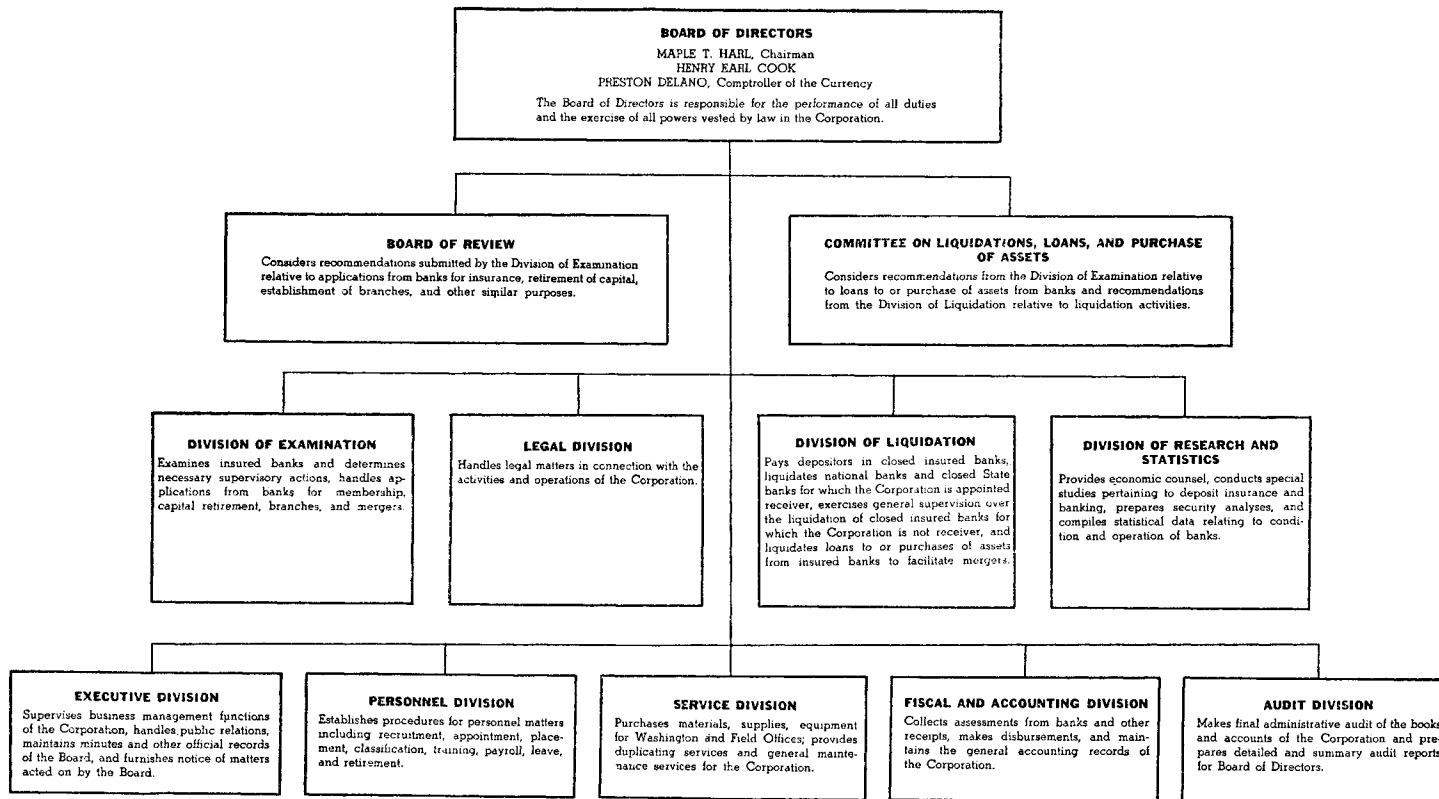 BOARD OF DIRECTORS
MAPLE T. HARL, Chairman
HENRY EARL COOK
PRESTON DELANO, Comptroller of the Currency
The Board of Directors is responsible for the performance of all duties
and the exercise of all powers vested by law in the Corporation.
BOARD OF REVIEW
Considers recommendations submitted by the Division of Examination
relative to applications from banks for insurance, retirement of capital,
establishment of branches, and other similar purposes.
COMMITTEE ON LIQUIDATIONS, LOANS, AND PURCHASE
OF ASSETS
Considers recommendations from the Division of Examination relative
to loans to or purchase of assets from banks and recommendations
from the Division of Liquidation relative to liquidation activities.
DIVISION OF EXAMINATION
Examines insured banks and determines
necessary supervisory actions, handles ap-
plications from banks for membership,
capital retirement, branches, and mergers.
LEGAL DIVISION
Handles legal matters in connection with the
activities and operations of the Corporation.
DIVISION OF LIQUIDATION
Pays depositors in closed insured banks,
liquidates national banks and closed State
banks for which the Corporation is appointed
receiver, exercises general supervision over
the liquidation of closed insured banks for
which the Corporation is not receiver, and
liquidates loans to or purchases of assets
from insured banks to facilitate mergers.
DIVISION OF RESEARCH AND
STATISTICS
Provides economic counsel, conducts special
studies pertaining to deposit insurance and
banking, prepares security analyses, and
compiles statistical data relating to condi-
tion and operation of banks.
EXECUTIVE DIVISION
Supervises business management functions
of the Corporation, handles public relations,
maintains minutes and other official records
of the Board, and furnishes notice of matters
acted on by the Board.
PERSONNEL DIVISION
Establishes procedures for personnel matters
including recruitment, appointment, place-
ment, classification, training, payroll, leave,
and retirement.
SERVICE DIVISION
Purchases materials, supplies, equipment
for Washington and Field Offices; provides
duplicating services and general mainte-
nance services for the Corporation.
FISCAL AND ACCOUNTING DIVISION
Collects assessments from banks and other
receipts, makes disbursements, and main-
tains the general accounting records of
the Corporation.
AUDIT DIVISION
Makes final administrative audit of the books
and accounts of the Corporation and pre-
pares detailed and summary audit reports
for Board of Directors.